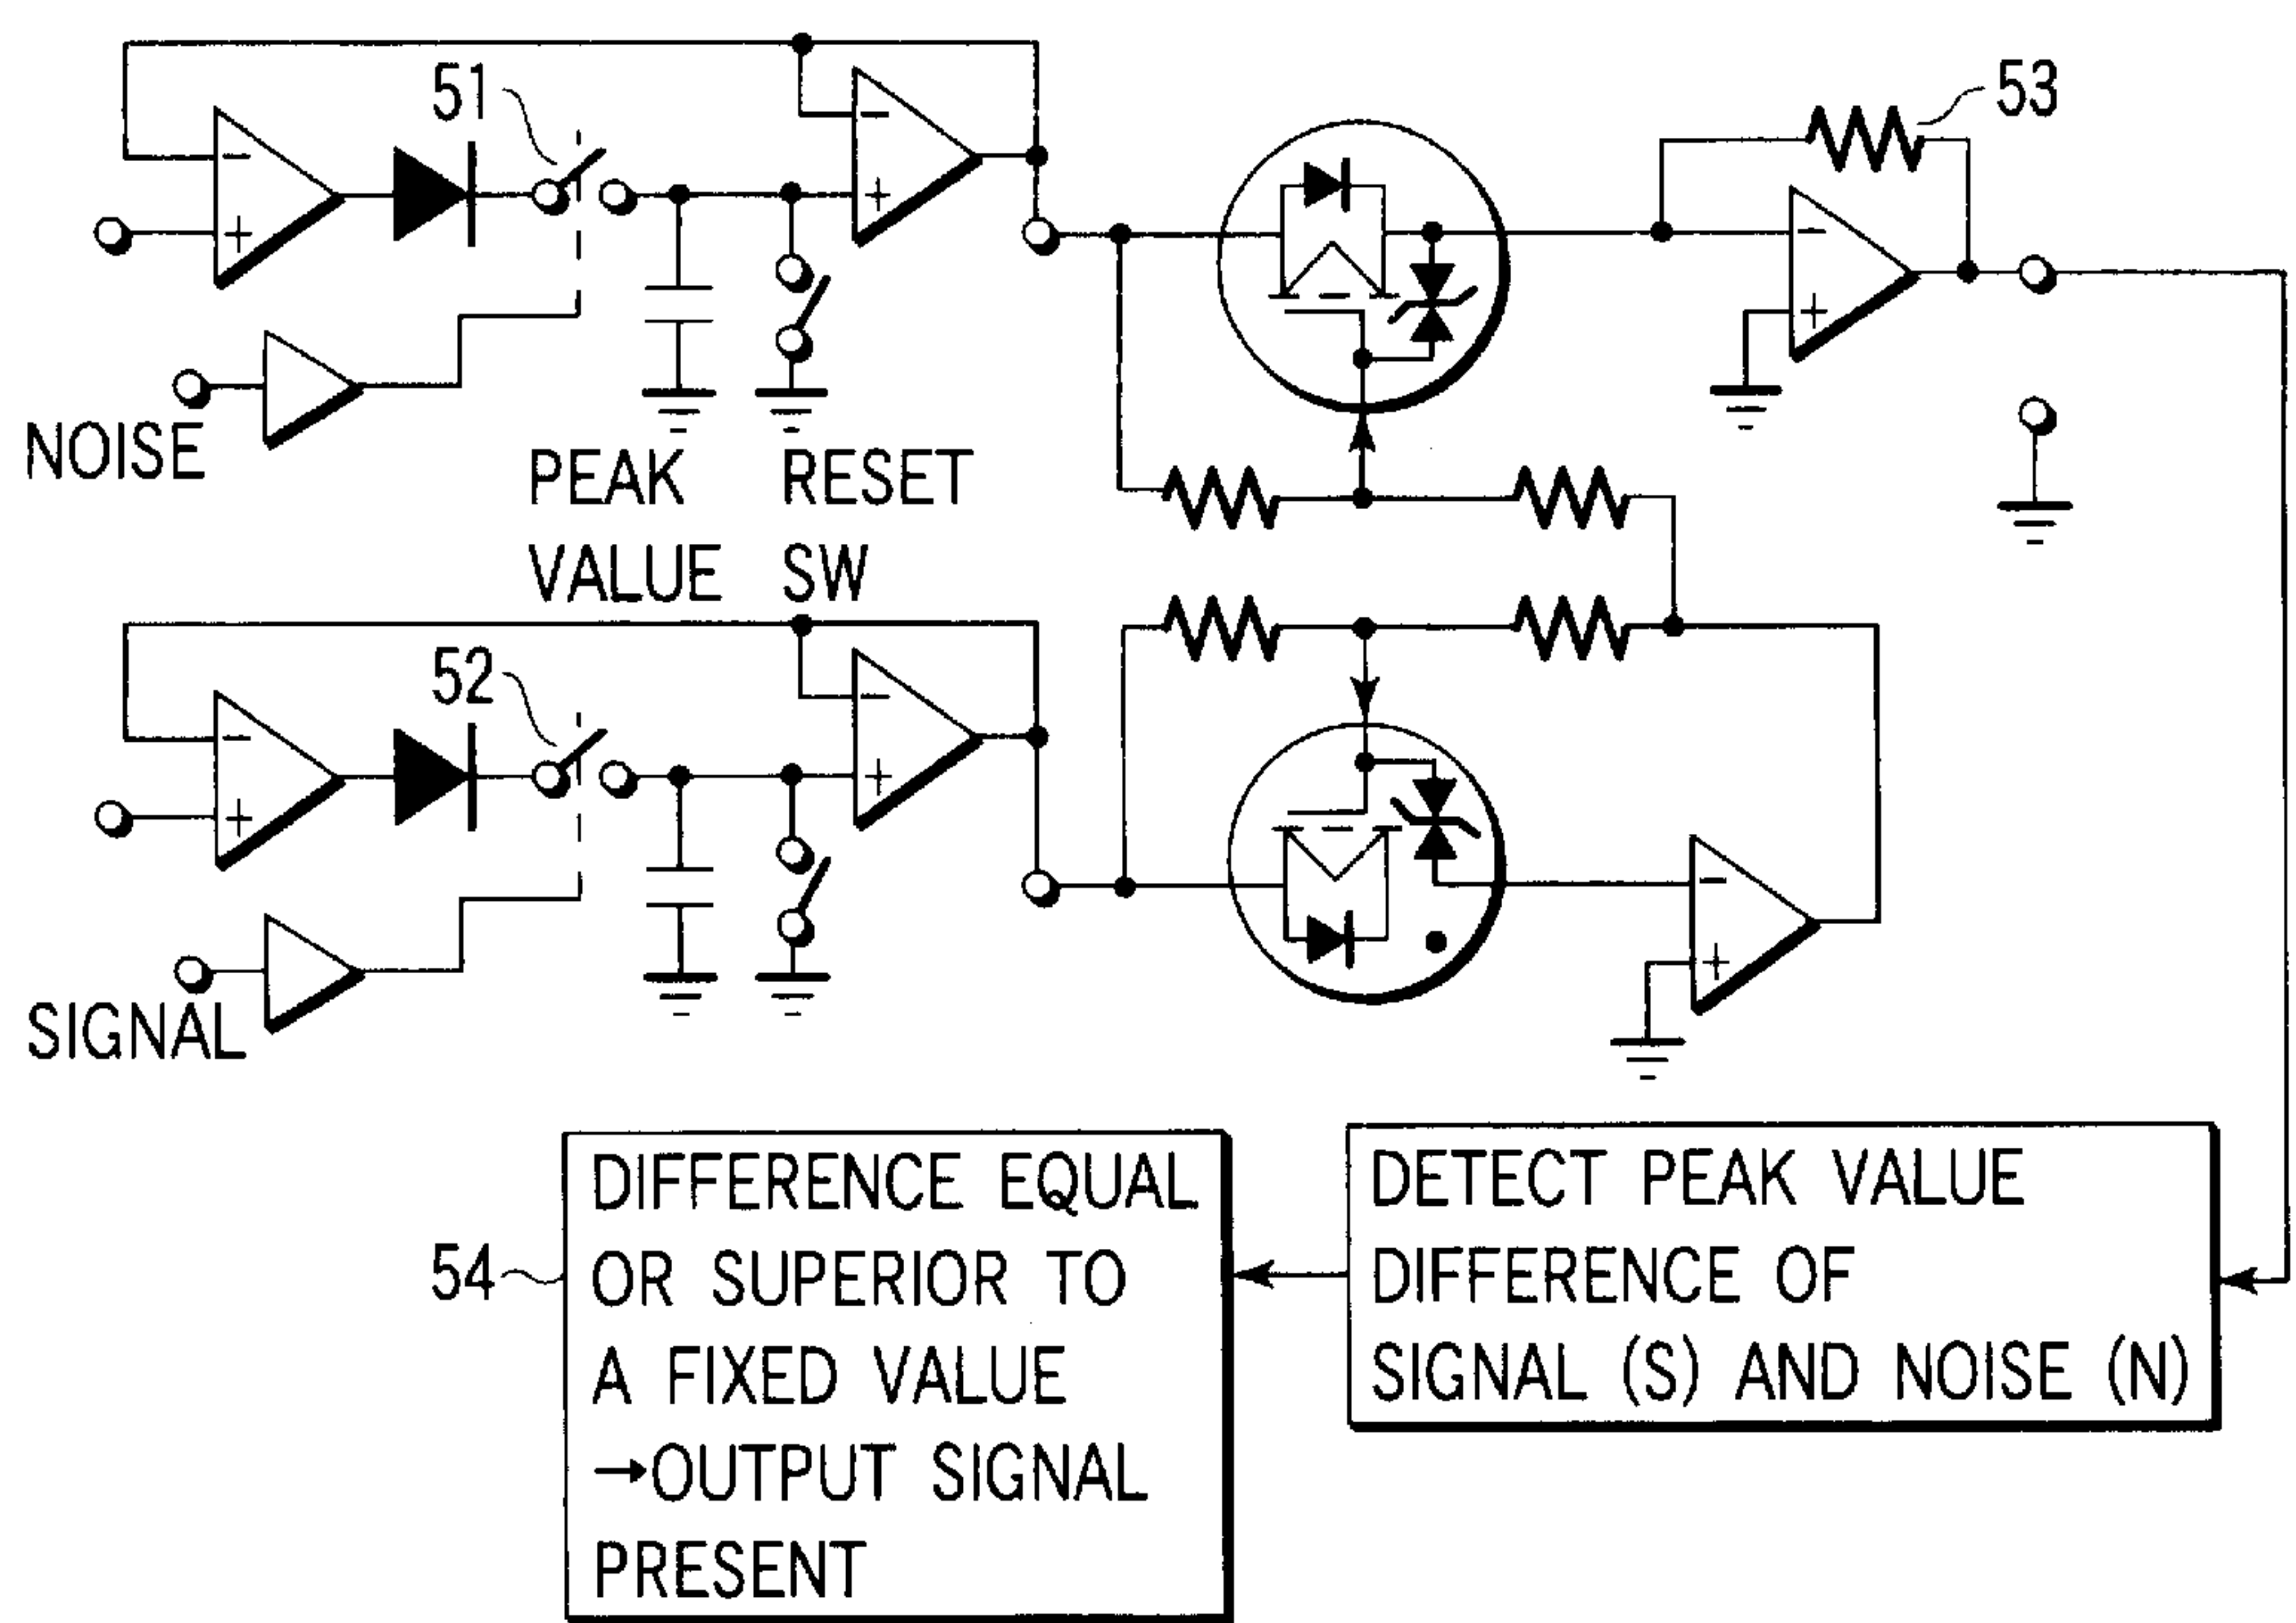 51
53
NOISE
PEAK RESET
VALUE SW
52
SIGNAL
54
DIFFERENCE EQUAL
OR SUPERIOR TO
A FIXED VALUE
→OUTPUT SIGNAL
PRESENT
DETECT PEAK VALUE
DIFFERENCE OF
SIGNAL (S) AND NOISE (N)